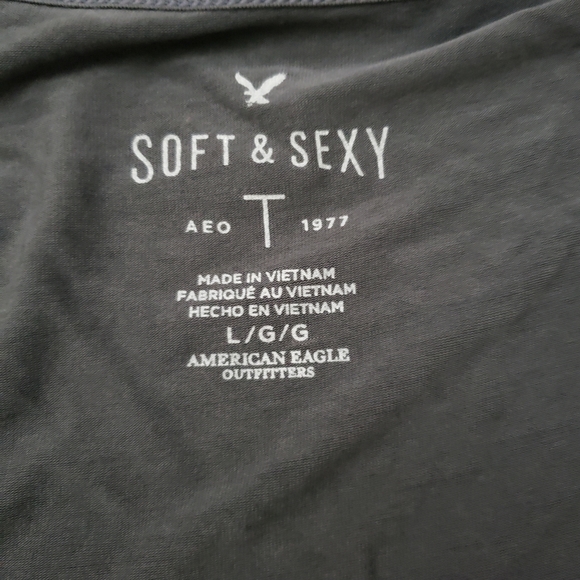 SOFT & SEXY
AEO T 1977
MADE IN VIETNAM
FABRIQUÉ AU VIETNAM
HECHO EN VIETNAM
L/G/G
AMERICAN EAGLE
OUTFITTERS